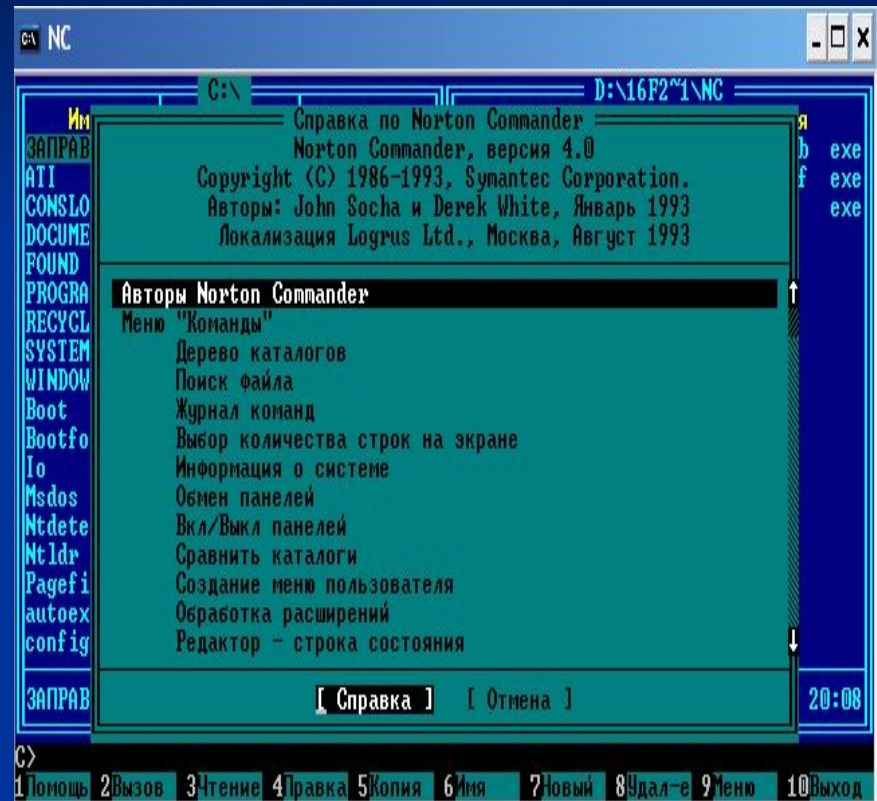 NC
C:\ D:\16F2~1\NC
Им Справка по Norton Commander я
ЗАПРАВ Norton Commander, версия 4.0 b exe
ATI Copyright (C) 1986-1993, Symantec Corporation. f exe
CONSLO Авторы: John Socha и Derek White, Январь 1993 exe
DOCUME Локализация Logrus Ltd., Москва, Август 1993
FOUND
PROGRA Авторы Norton Commander
RECYCL Меню "Команды"
SYSTEM Дерево каталогов
WINDOW Поиск файла
Boot Журнал команд
Bootfo Выбор количества строк на экране
Io Информация о системе
Msdos Обмен панелей
Ntdete Вкл/Выкл панелей
Ntldr Сравнить каталоги
Pagefi Создание меню пользователя
autoex Обработка расширений
config Редактор - строка состояния
ЗАПРАВ [ Справка ] [ Отмена ] 20:08
C>
1Помощь 2Вызов 3Чтение 4Правка 5Копия 6Имя 7Новый 8Удал-е 9Меню 10Выход